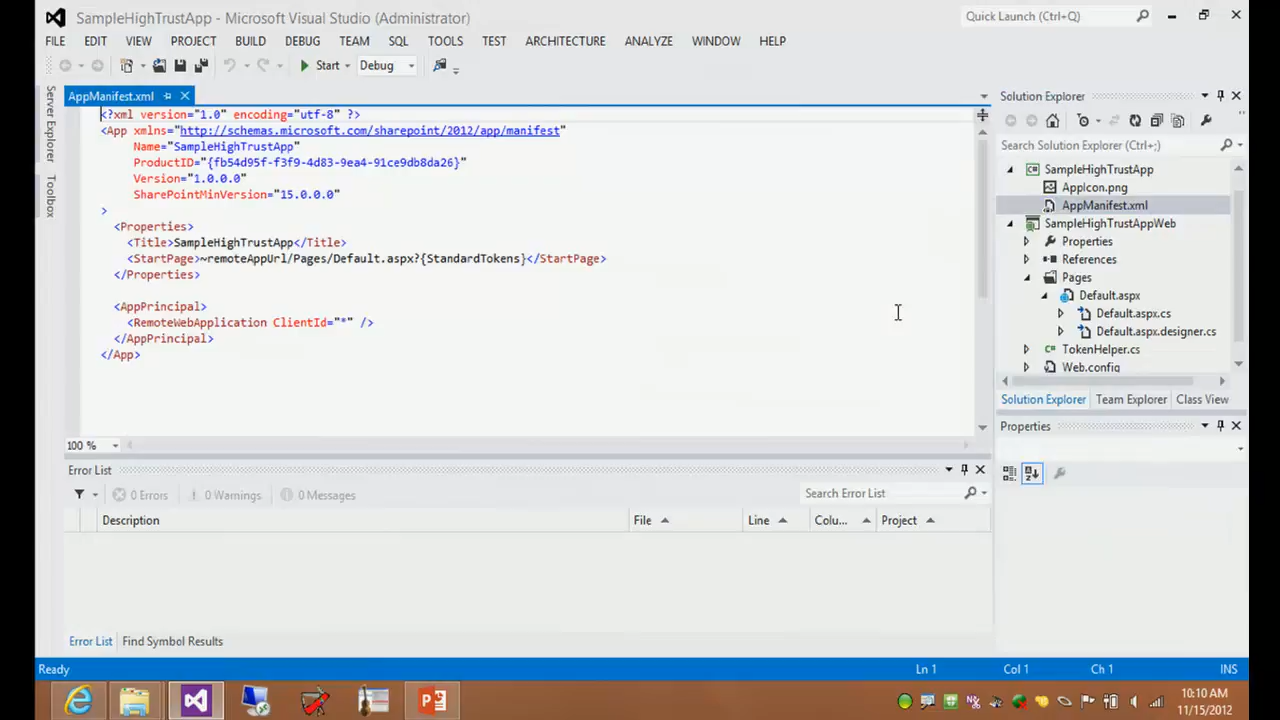 SampleHighTrustApp - Microsoft Visual Studio (Administrator)
Quick Launch (Ctrl+Q)
FILE EDIT VIEW PROJECT BUILD DEBUG TEAM SQL TOOLS TEST ARCHITECTURE ANALYZE WINDOW HELP
Start Debug
Server Explorer
Toolbox
AppManifest.xml
<?xml version="1.0" encoding="utf-8" ?>
<App xmlns="http://schemas.microsoft.com/sharepoint/2012/app/manifest"
Name="SampleHighTrustApp"
ProductID="{fb54d95f-f3f9-4d83-9ea4-91ce9db8da26}"
Version="1.0.0.0"
SharePointMinVersion="15.0.0.0"
>
<Properties>
<Title>SampleHighTrustApp</Title>
<StartPage>~remoteAppUrl/Pages/Default.aspx?{StandardTokens}</StartPage>
</Properties>
<AppPrincipal>
<RemoteWebApplication ClientId="*" />
</AppPrincipal>
</App>
100 %
Solution Explorer
Search Solution Explorer (Ctrl+;)
SampleHighTrustApp
AppIcon.png
AppManifest.xml
SampleHighTrustAppWeb
Properties
References
Pages
Default.aspx
Default.aspx.cs
Default.aspx.designer.cs
TokenHelper.cs
Web.config
Solution Explorer Team Explorer Class View
Properties
Error List
0 Errors 0 Warnings 0 Messages
Search Error List
Description File Line Colu... Project
Error List Find Symbol Results
Ready Ln 1 Col 1 Ch 1 INS
10:10 AM
11/15/2012